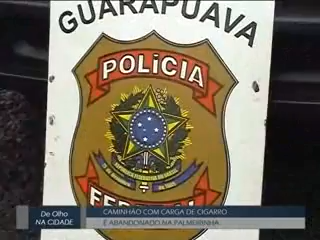 GUARAPUAVA
POLÍCIA
FEDERAL
De Olho
NA CIDADE
CAMINHÃO COM CARGA DE CIGARRO
É ABANDONADO NA PALMEIRINHA